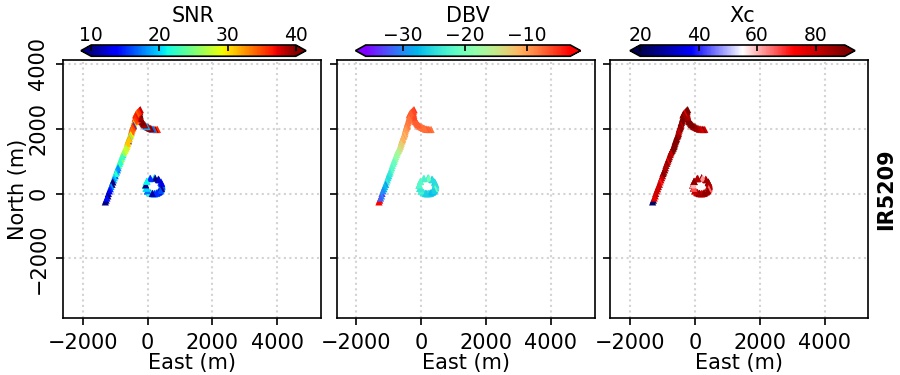 SNR DBV Xc
10 20 30 40 −30 −20 −10 20 40 60 80
4000
2000
0
−2000
North (m)
IR5209
−2000 0 2000 4000 −2000 0 2000 4000 −2000 0 2000 4000
East (m) East (m) East (m)